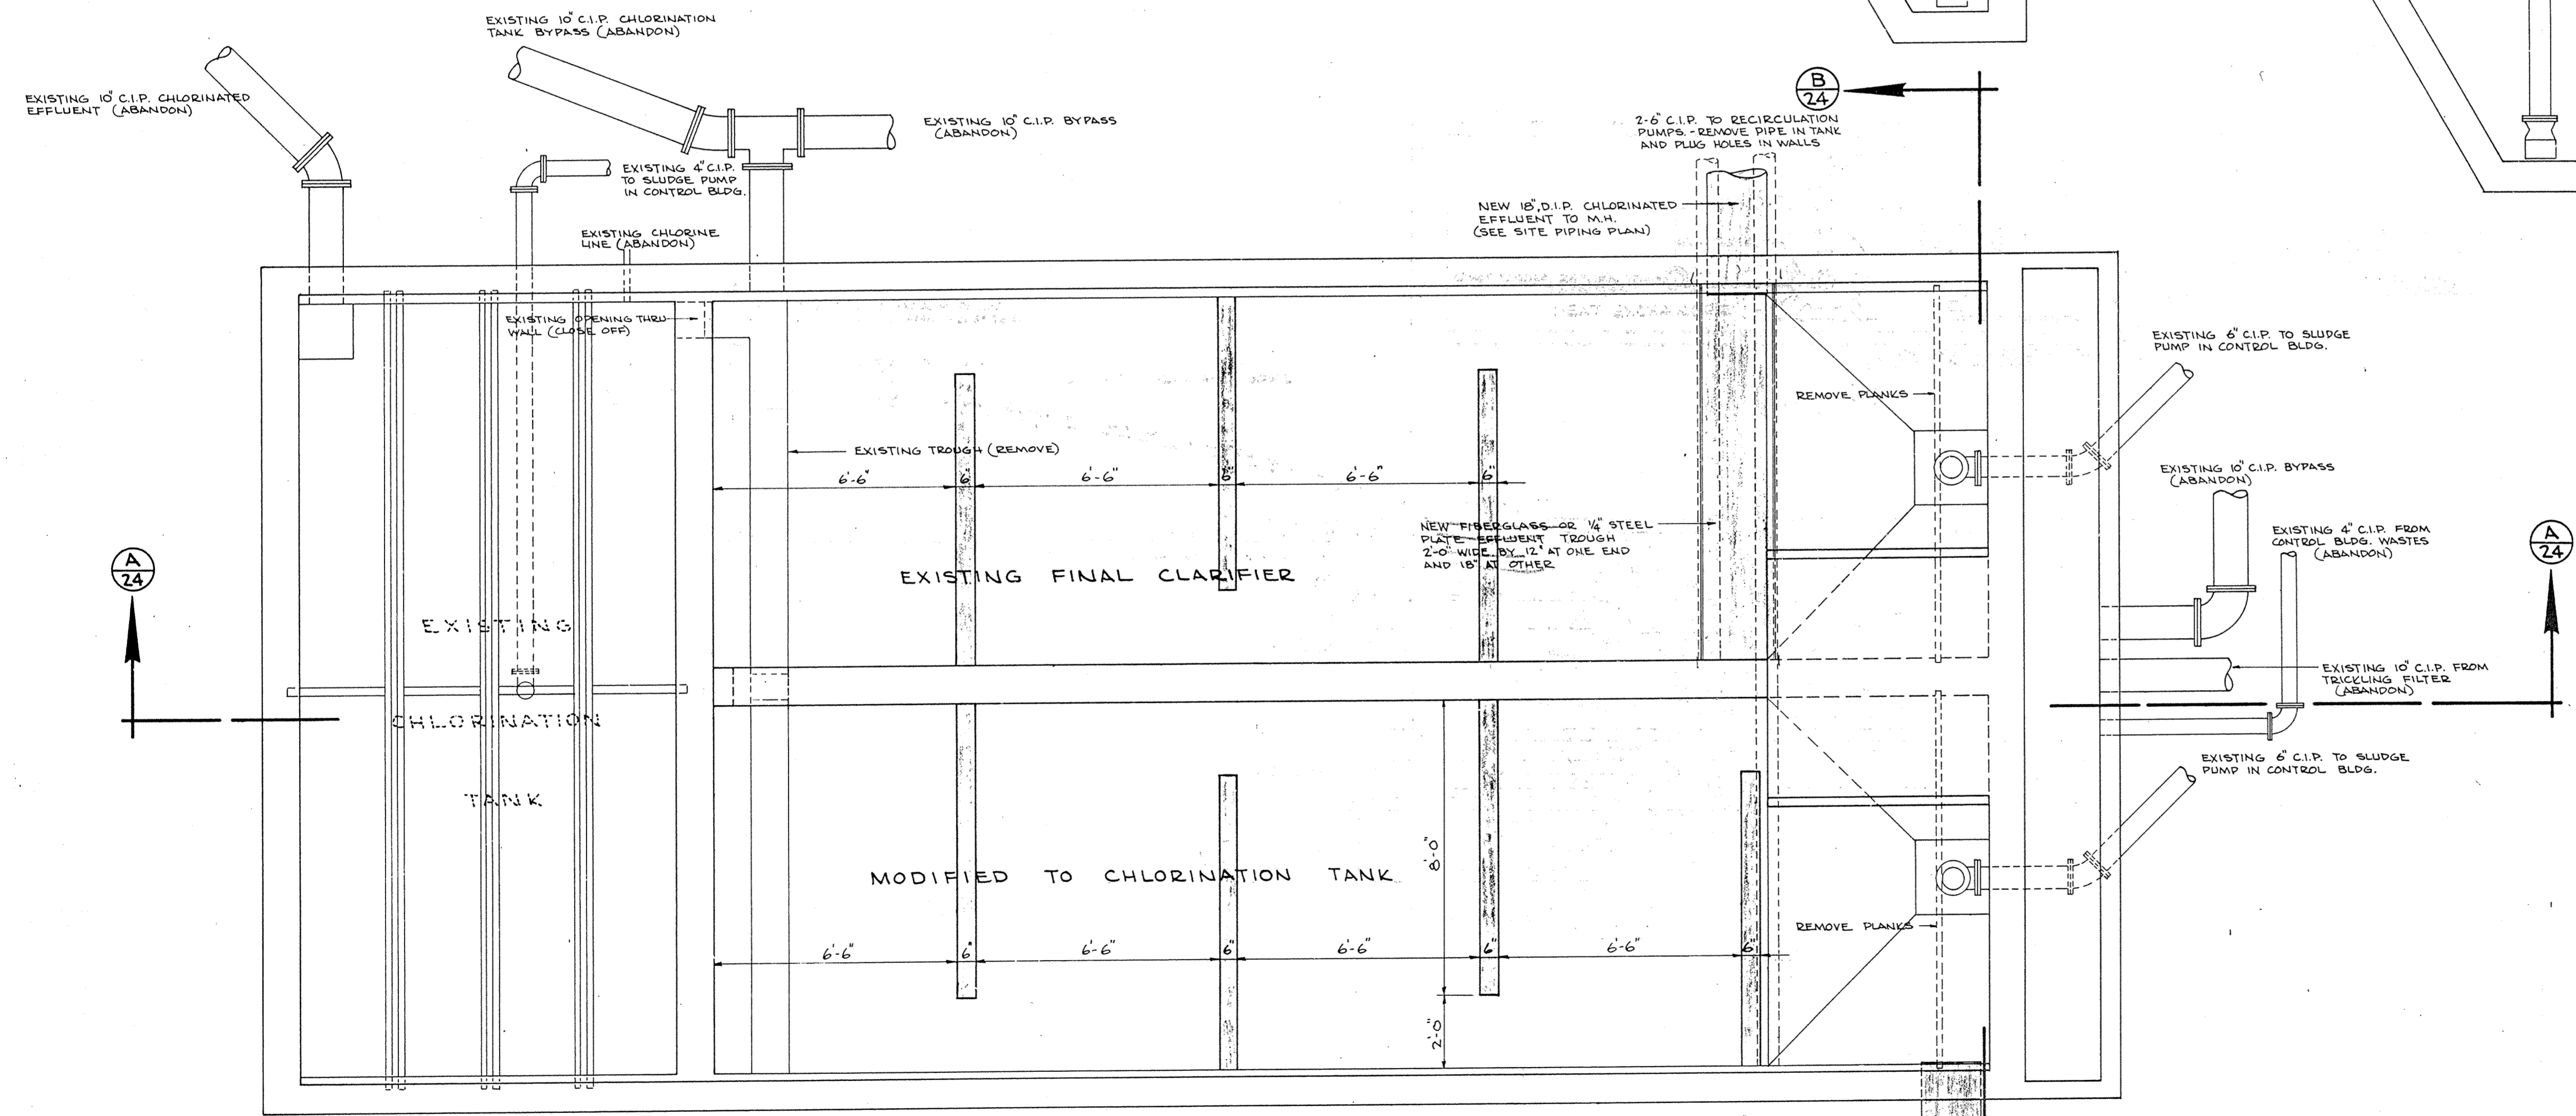 EXISTING 10" C.I.P. CHLORINATION
TANK BYPASS (ABANDON)
EXISTING 10" C.I.P. CHLORINATED
EFFLUENT (ABANDON)
EXISTING 10" C.I.P. BYPASS
(ABANDON)
EXISTING 4" C.I.P.
TO SLUDGE PUMP
IN CONTROL BLDG.
EXISTING CHLORINE
LINE (ABANDON)
B
24
2-6" C.I.P. TO RECIRCULATION
PUMPS. - REMOVE PIPE IN TANK
AND PLUG HOLES IN WALLS
NEW 18" D.I.P. CHLORINATED
EFFLUENT TO M.H.
(SEE SITE PIPING PLAN)
EXISTING OPENING THRU
WALL (CLOSE OFF)
EXISTING 6" C.I.P. TO SLUDGE
PUMP IN CONTROL BLDG.
REMOVE PLANKS
EXISTING TROUGH (REMOVE)
6'-6" 6" 6'-6" 6" 6'-6" 6"
EXISTING 10" C.I.P. BYPASS
(ABANDON)
NEW FIBERGLASS OR 1/4" STEEL
PLATE EFFLUENT TROUGH
2'-0" WIDE BY 12" AT ONE END
AND 18" AT OTHER
EXISTING 4" C.I.P. FROM
CONTROL BLDG. WASTES
(ABANDON)
A
24
A
24
EXISTING FINAL CLARIFIER
EXISTING
CHLORINATION
TANK
EXISTING 10" C.I.P. FROM
TRICKLING FILTER
(ABANDON)
EXISTING 6" C.I.P. TO SLUDGE
PUMP IN CONTROL BLDG.
8'-0"
MODIFIED TO CHLORINATION TANK
REMOVE PLANKS
6'-6" 6" 6'-6" 6" 6'-6" 6" 6'-6" 6"
2'-0"